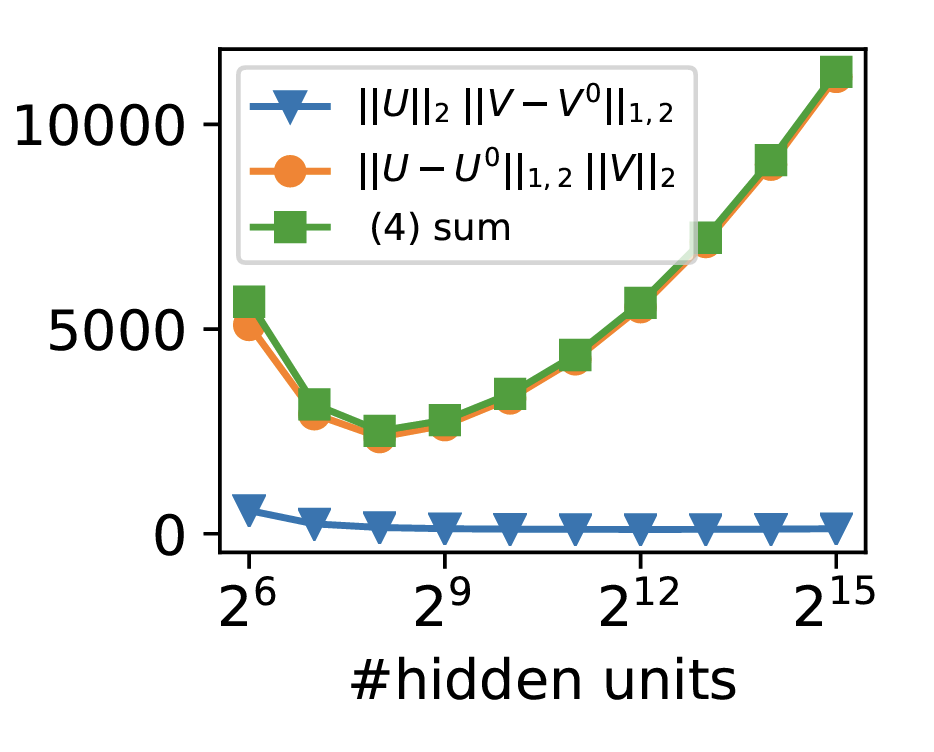 10000
5000
0
||U||₂ ||V − V⁰||₁,₂
||U − U⁰||₁,₂ ||V||₂
(4) sum
2⁶ 2⁹ 2¹² 2¹⁵
#hidden units